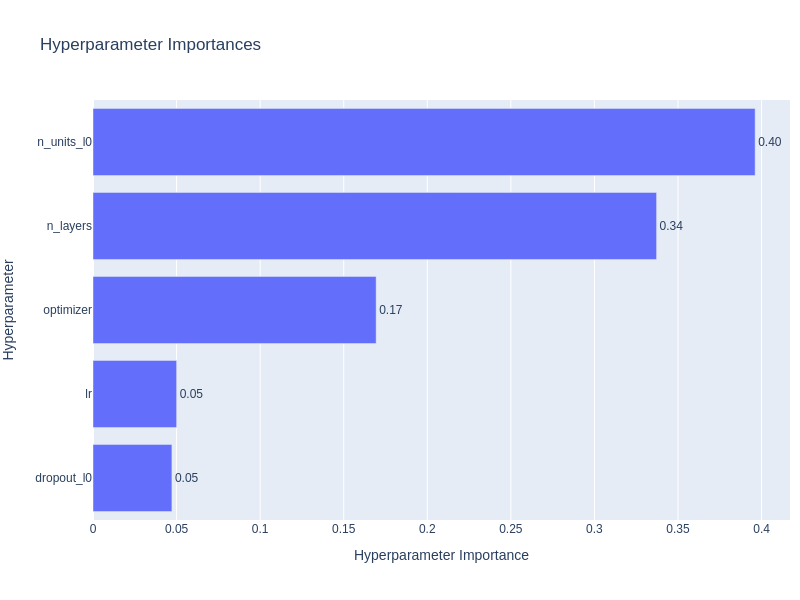 Hyperparameter Importances
n_units_l0
0.40
n_layers
0.34
optimizer
0.17
lr
0.05
dropout_l0
0.05
Hyperparameter
0 0.05 0.1 0.15 0.2 0.25 0.3 0.35 0.4
Hyperparameter Importance